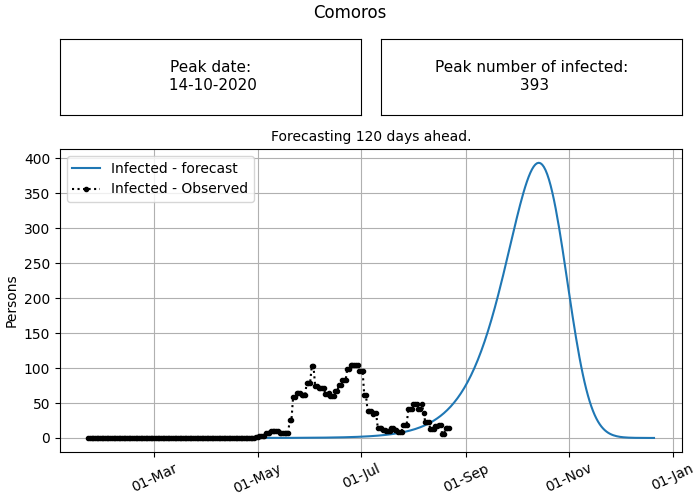 Comoros
Peak date:
14-10-2020
Peak number of infected:
393
Forecasting 120 days ahead.
Infected - forecast
Infected - Observed
Persons
400
350
300
250
200
150
100
50
0
01-Mar
01-May
01-Jul
01-Sep
01-Nov
01-Jan